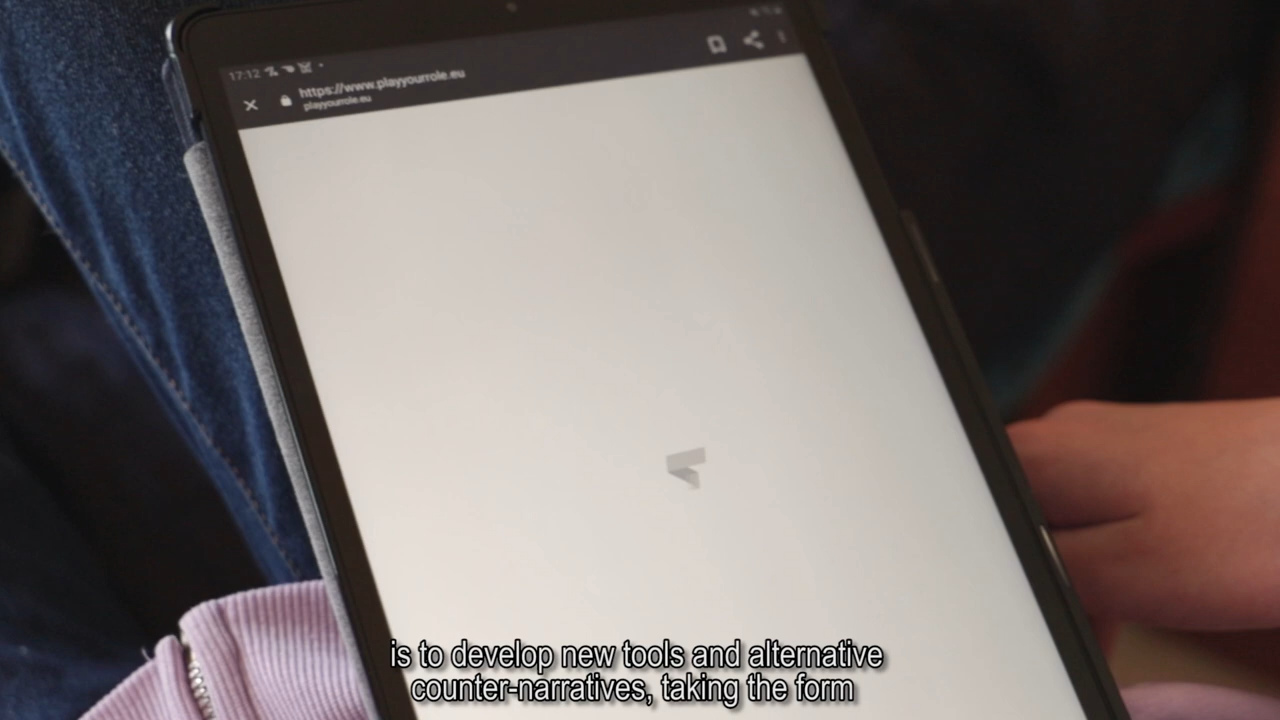 17:12
https://www.playyourrole.eu
playyourrole.eu
is to develop new tools and alternative
counter-narratives, taking the form